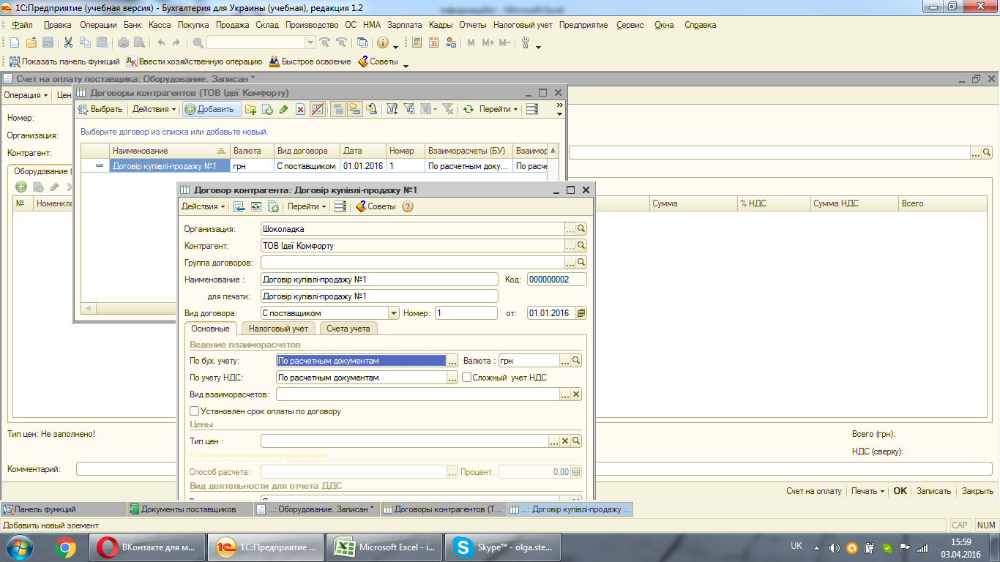 1С:Предприятие (учебная версия) - Бухгалтерия для Украины (учебная), редакция 1.2
Файл Правка Операции Банк Касса Покупка Продажа Склад Производство ОС НМА Зарплата Кадры Отчеты Налоговый учет Предприятие Сервис Окна Справка
M M+ M-
Показать панель функций Ввести хозяйственную операцию Быстрое освоение Советы
Счет на оплату поставщика: Оборудование. Записан *
Операция Цен
Договоры контрагентов (ТОВ Ідеї Комфорту)
Выбрать Действия Добавить Перейти
Номер:
Организация:
Контрагент:
Выберите договор из списка или добавьте новый.
Наименование Валюта Вид договора Дата Номер Взаиморасчеты (БУ) Взаимор
Договір купівлі-продажу №1 грн С поставщиком 01.01.2016 1 По расчетным доку... По расче
Оборудование (
№ Номенкла Сумма % НДС Сумма НДС Всего
Договор контрагента: Договір купівлі-продажу №1
Действия Перейти Советы
Организация: Шоколадка
Контрагент: ТОВ Ідеї Комфорту
Группа договоров:
Наименование : Договір купівлі-продажу №1 Код: 000000002
для печати: Договір купівлі-продажу №1
Вид договора: С поставщиком Номер: 1 от: 01.01.2016
Основные Налоговый учет Счета учета
Ведение взаиморасчетов
По бух. учету: По расчетным документам Валюта : грн
По учету НДС: По расчетным документам Сложный учет НДС
Вид взаиморасчетов:
Установлен срок оплаты по договору
Цены
Тип цен :
Комиссионное вознаграждение
Способ расчета: Процент: 0,00
Вид деятельности для отчета ДДС
Тип цен: Не заполнено!
Всего (грн):
НДС (сверху):
Комментарий:
Счет на оплату Печать OK Записать Закрыть
Панель функций Документы поставщиков ...: Оборудование. Записан * Договоры контрагентов (Т... ...: Договір купівлі-продажу ...
Добавить новый элемент CAP NUM
ВКонтакте для м... 1С:Предприятие ... Microsoft Excel - i... Skype™ - olga.ste... UK 15:59
03.04.2016